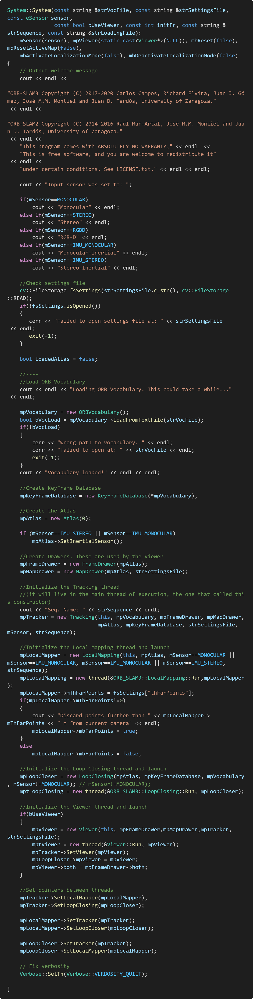 System::System(const string &strVocFile, const string &strSettingsFile,
const eSensor sensor,
               const bool bUseViewer, const int initFr, const string &
strSequence, const string &strLoadingFile):
    mSensor(sensor), mpViewer(static_cast<Viewer*>(NULL)), mbReset(false),
mbResetActiveMap(false),
    mbActivateLocalizationMode(false), mbDeactivateLocalizationMode(false)
{
    // Output welcome message
    cout << endl <<

"ORB-SLAM3 Copyright (C) 2017-2020 Carlos Campos, Richard Elvira, Juan J. Gó
mez, José M.M. Montiel and Juan D. Tardós, University of Zaragoza."
 << endl <<

"ORB-SLAM2 Copyright (C) 2014-2016 Raúl Mur-Artal, José M.M. Montiel and Jua
n D. Tardós, University of Zaragoza."
 << endl <<
    "This program comes with ABSOLUTELY NO WARRANTY;" << endl  <<
    "This is free software, and you are welcome to redistribute it"
 << endl <<
    "under certain conditions. See LICENSE.txt." << endl << endl;

    cout << "Input sensor was set to: ";

    if(mSensor==MONOCULAR)
        cout << "Monocular" << endl;
    else if(mSensor==STEREO)
        cout << "Stereo" << endl;
    else if(mSensor==RGBD)
        cout << "RGB-D" << endl;
    else if(mSensor==IMU_MONOCULAR)
        cout << "Monocular-Inertial" << endl;
    else if(mSensor==IMU_STEREO)
        cout << "Stereo-Inertial" << endl;

    //Check settings file
    cv::FileStorage fsSettings(strSettingsFile.c_str(), cv::FileStorage
::READ);
    if(!fsSettings.isOpened())
    {
       cerr << "Failed to open settings file at: " << strSettingsFile
 << endl;
       exit(-1);
    }

    bool loadedAtlas = false;

    //----
    //Load ORB Vocabulary
    cout << endl << "Loading ORB Vocabulary. This could take a while..."
 << endl;

    mpVocabulary = new ORBVocabulary();
    bool bVocLoad = mpVocabulary->loadFromTextFile(strVocFile);
    if(!bVocLoad)
    {
        cerr << "Wrong path to vocabulary. " << endl;
        cerr << "Falied to open at: " << strVocFile << endl;
        exit(-1);
    }
    cout << "Vocabulary loaded!" << endl << endl;

    //Create KeyFrame Database
    mpKeyFrameDatabase = new KeyFrameDatabase(*mpVocabulary);

    //Create the Atlas
    mpAtlas = new Atlas(0);

    if (mSensor==IMU_STEREO || mSensor==IMU_MONOCULAR)
        mpAtlas->SetInertialSensor();

    //Create Drawers. These are used by the Viewer
    mpFrameDrawer = new FrameDrawer(mpAtlas);
    mpMapDrawer = new MapDrawer(mpAtlas, strSettingsFile);

    //Initialize the Tracking thread
    //(it will live in the main thread of execution, the one that called thi
s constructor)
    cout << "Seq. Name: " << strSequence << endl;
    mpTracker = new Tracking(this, mpVocabulary, mpFrameDrawer, mpMapDrawer,
                             mpAtlas, mpKeyFrameDatabase, strSettingsFile,
mSensor, strSequence);

    //Initialize the Local Mapping thread and launch
    mpLocalMapper = new LocalMapping(this, mpAtlas, mSensor==MONOCULAR ||
mSensor==IMU_MONOCULAR, mSensor==IMU_MONOCULAR || mSensor==IMU_STEREO,
strSequence);
    mptLocalMapping = new thread(&ORB_SLAM3::LocalMapping::Run,mpLocalMapper
);
    mpLocalMapper->mThFarPoints = fsSettings["thFarPoints"];
    if(mpLocalMapper->mThFarPoints!=0)
    {
        cout << "Discard points further than " << mpLocalMapper->
mThFarPoints << " m from current camera" << endl;
        mpLocalMapper->mbFarPoints = true;
    }
    else
        mpLocalMapper->mbFarPoints = false;

    //Initialize the Loop Closing thread and launch
    mpLoopCloser = new LoopClosing(mpAtlas, mpKeyFrameDatabase, mpVocabulary
, mSensor!=MONOCULAR); // mSensor!=MONOCULAR);
    mptLoopClosing = new thread(&ORB_SLAM3::LoopClosing::Run, mpLoopCloser);

    //Initialize the Viewer thread and launch
    if(bUseViewer)
    {
        mpViewer = new Viewer(this, mpFrameDrawer,mpMapDrawer,mpTracker,
strSettingsFile);
        mptViewer = new thread(&Viewer::Run, mpViewer);
        mpTracker->SetViewer(mpViewer);
        mpLoopCloser->mpViewer = mpViewer;
        mpViewer->both = mpFrameDrawer->both;
    }

    //Set pointers between threads
    mpTracker->SetLocalMapper(mpLocalMapper);
    mpTracker->SetLoopClosing(mpLoopCloser);

    mpLocalMapper->SetTracker(mpTracker);
    mpLocalMapper->SetLoopCloser(mpLoopCloser);

    mpLoopCloser->SetTracker(mpTracker);
    mpLoopCloser->SetLocalMapper(mpLocalMapper);

    // Fix verbosity
    Verbose::SetTh(Verbose::VERBOSITY_QUIET);

}